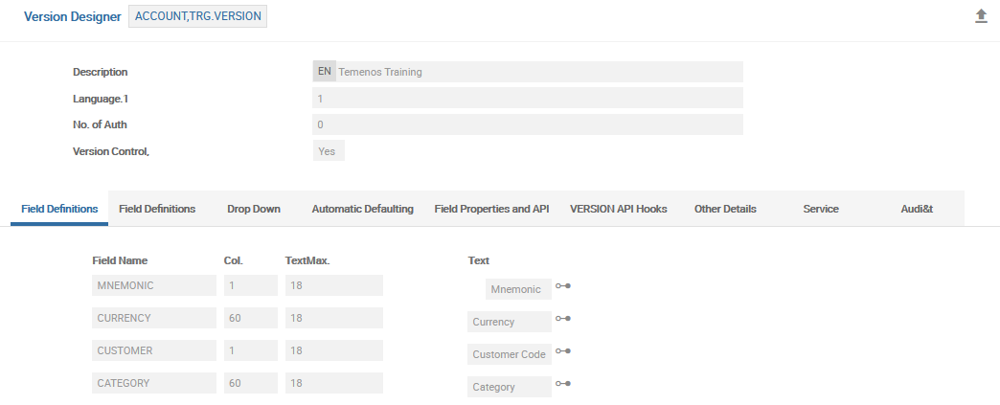 Version Designer ACCOUNT,TRG.VERSION
Description EN Temenos Training
Language.1 1
No. of Auth 0
Version Control, Yes
Field Definitions Field Definitions Drop Down Automatic Defaulting Field Properties and API VERSION API Hooks Other Details Service Audi&t
Field Name Col. TextMax. Text
MNEMONIC 1 18 Mnemonic
CURRENCY 60 18 Currency
CUSTOMER 1 18 Customer Code
CATEGORY 60 18 Category